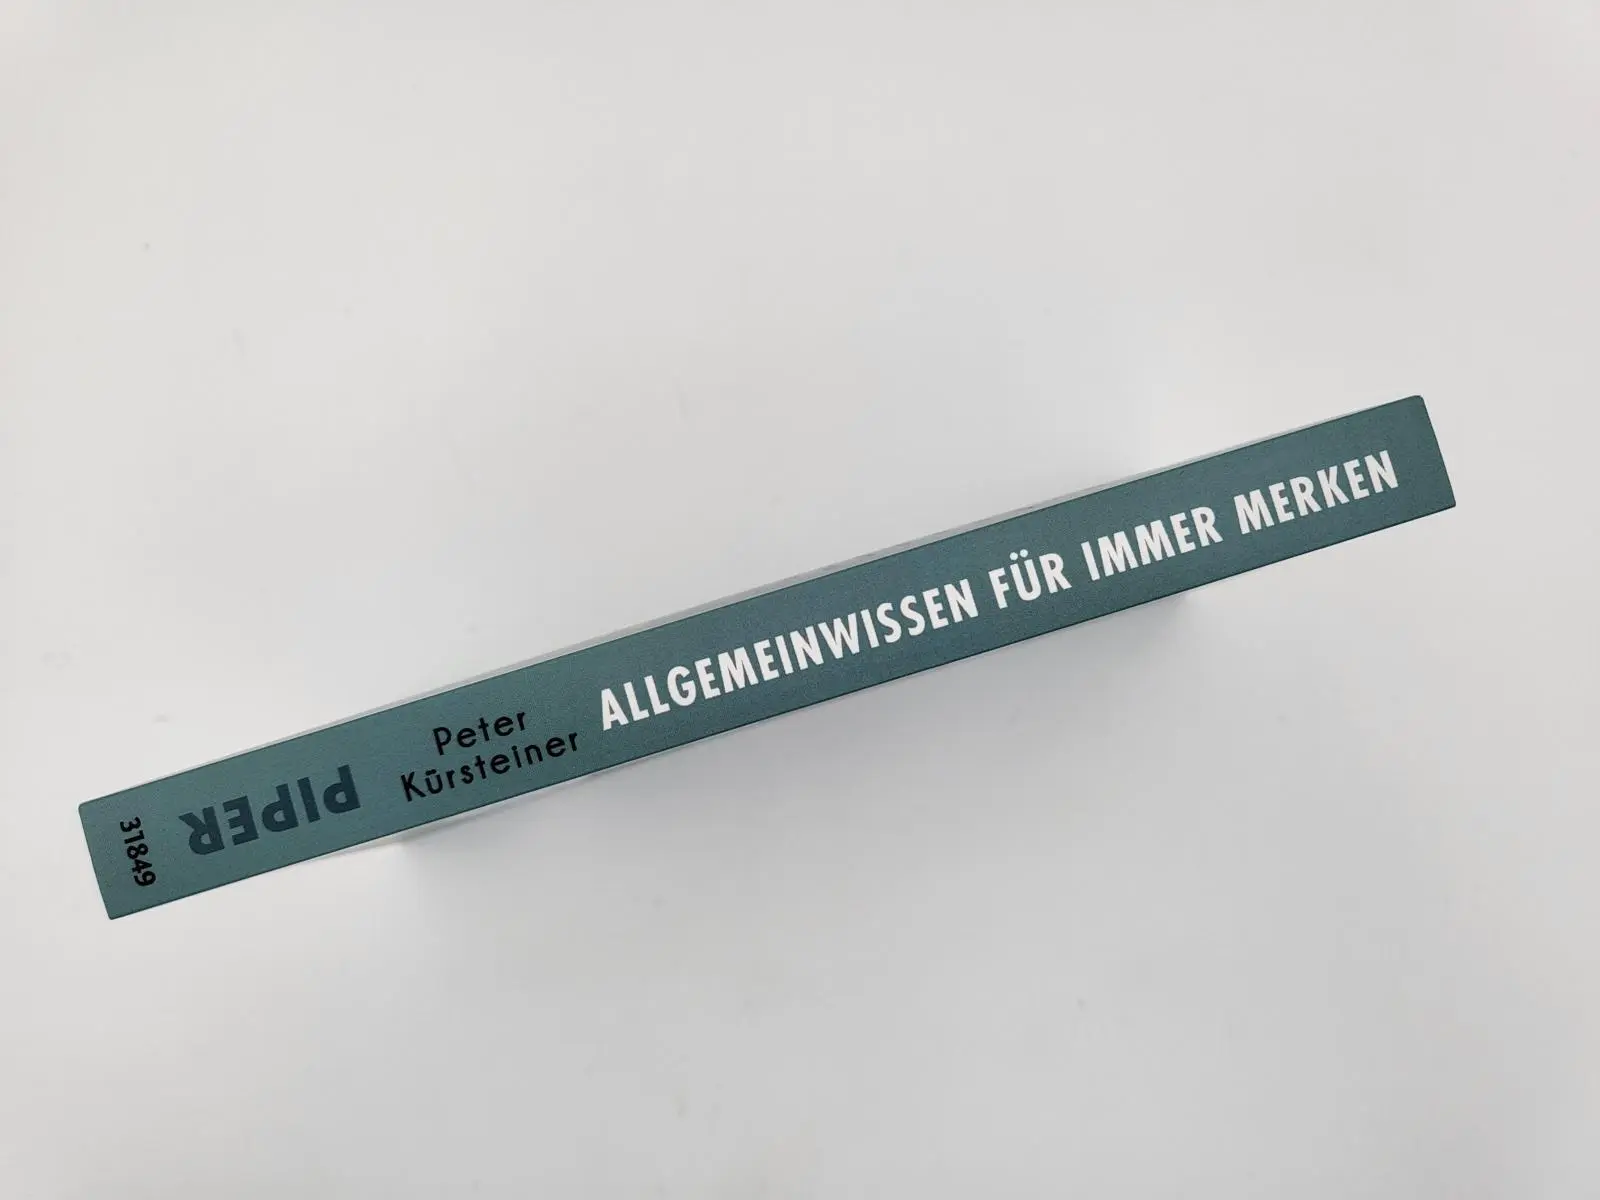 31849
PIPER
Peter
Kürsteiner
ALLGEMEINWISSEN FÜR IMMER MERKEN